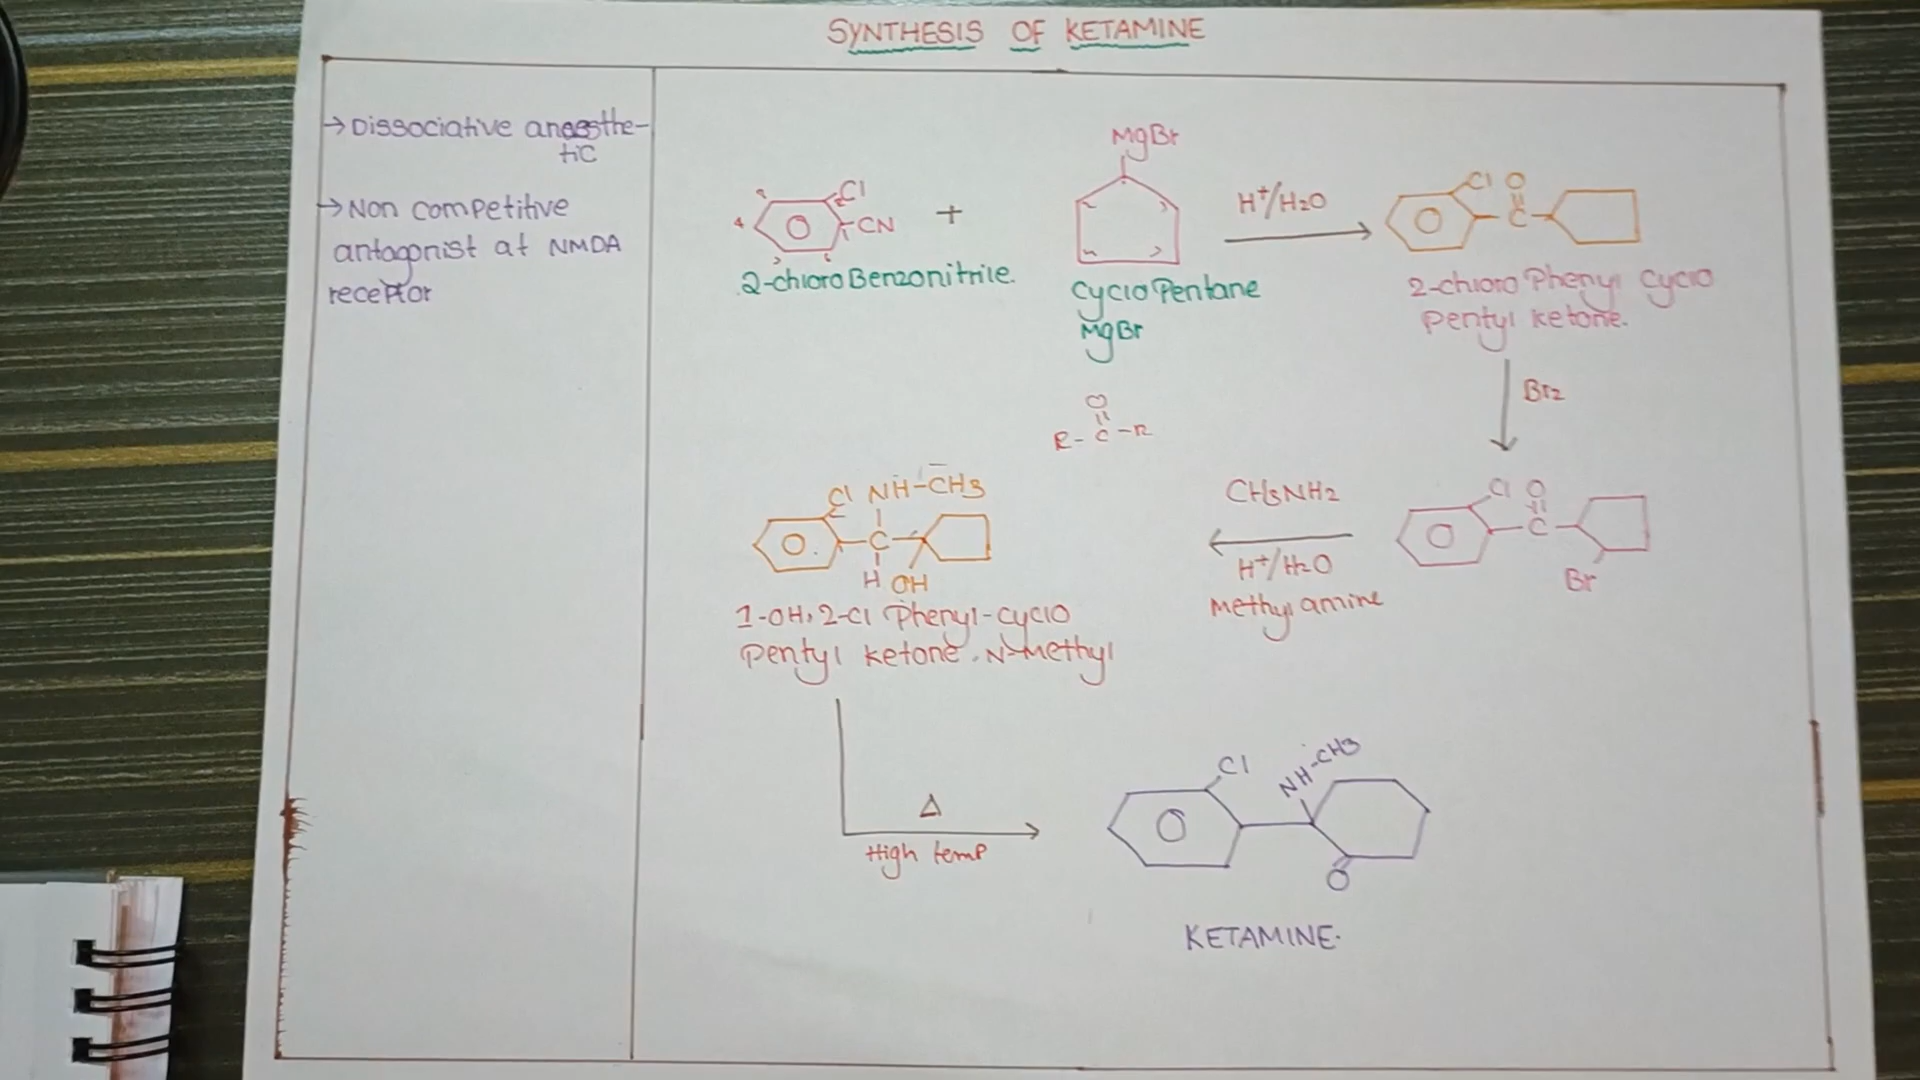 SYNTHESIS OF KETAMINE
→ Dissociative anaesthe-
tic
→ Non competitive
antagonist at NMDA
receptor
MgBr
Cl
CN
+
H⁺/H₂O
Cl O
C
2-chloro Benzonitrile.
Cyclo Pentane
MgBr
2-chloro Phenyl cyclo
pentyl ketone.
Br₂
O
R-C-R
Cl NH-CH₃
C
H OH
CH₃NH₂
H⁺/H₂O
Methyl amine
Cl O
C
Br
1-OH, 2-Cl Phenyl-cyclo
Pentyl ketone. N-Methyl
Δ
High temp
Cl
NH-CH₃
O
KETAMINE.